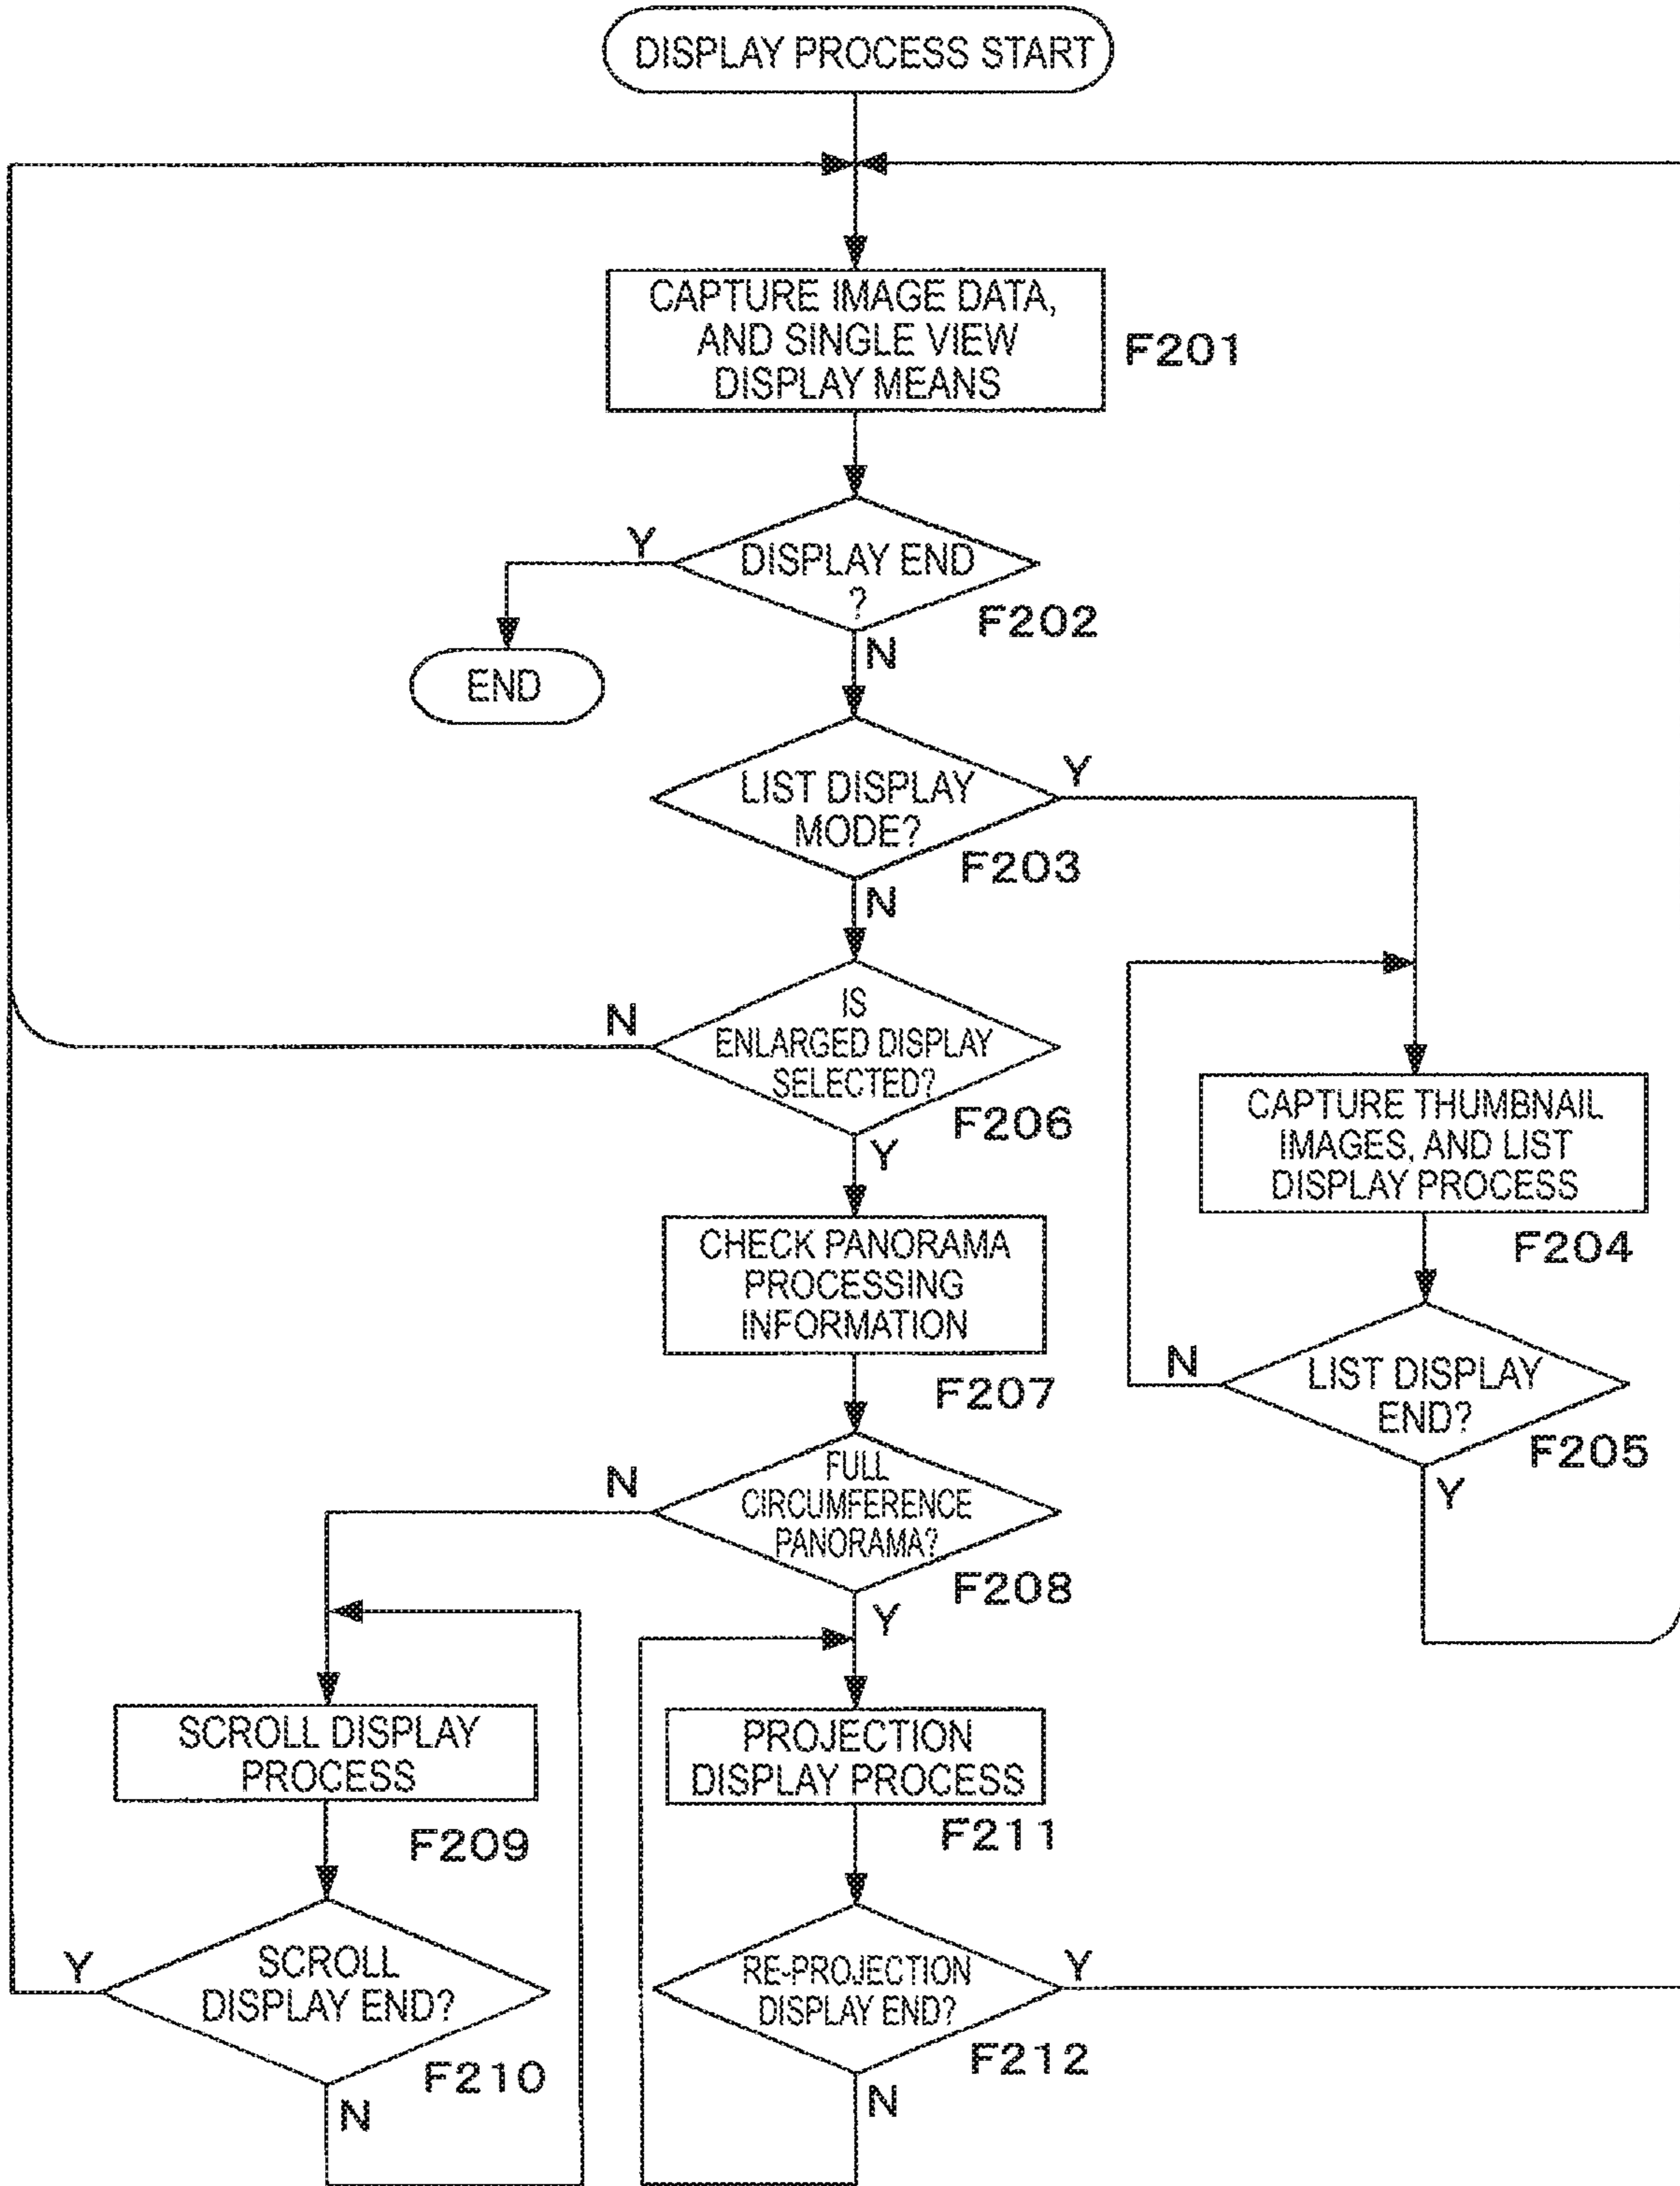 DISPLAY PROCESS START
CAPTURE IMAGE DATA,
AND SINGLE VIEW
DISPLAY MEANS
F201
Y
DISPLAY END
?
F202
N
END
LIST DISPLAY
MODE?
Y
F203
N
IS
ENLARGED DISPLAY
SELECTED?
N
F206
Y
CAPTURE THUMBNAIL
IMAGES, AND LIST
DISPLAY PROCESS
F204
CHECK PANORAMA
PROCESSING
INFORMATION
F207
N
LIST DISPLAY
END?
F205
Y
N
FULL
CIRCUMFERENCE
PANORAMA?
F208
Y
SCROLL DISPLAY
PROCESS
F209
PROJECTION
DISPLAY PROCESS
F211
Y
SCROLL
DISPLAY END?
F210
N
RE-PROJECTION
DISPLAY END?
Y
F212
N